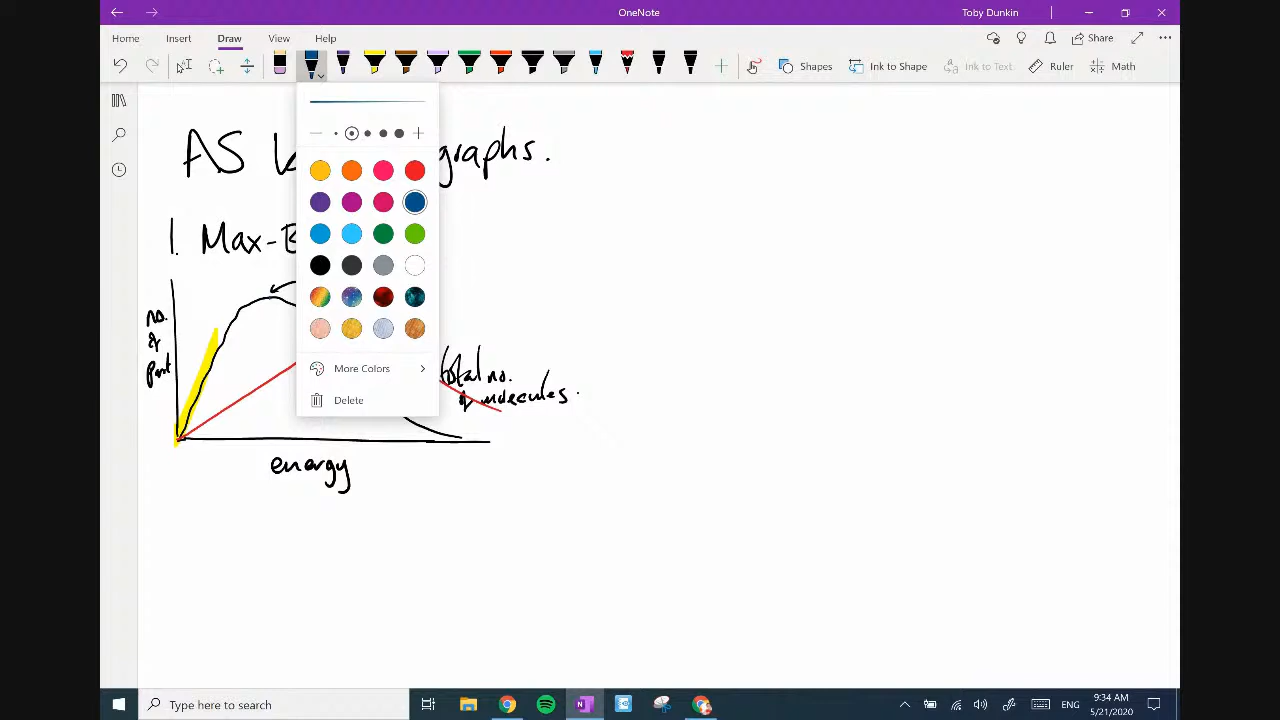 OneNote
Toby Dunkin
Home Insert Draw View Help
Share
Shapes Ink to Shape Ink to Text Ruler Math
AS graphs.
1. Max-B
no.
of
part
total no.
of molecules.
energy
More Colors
Delete
Type here to search
9:34 AM
5/21/2020